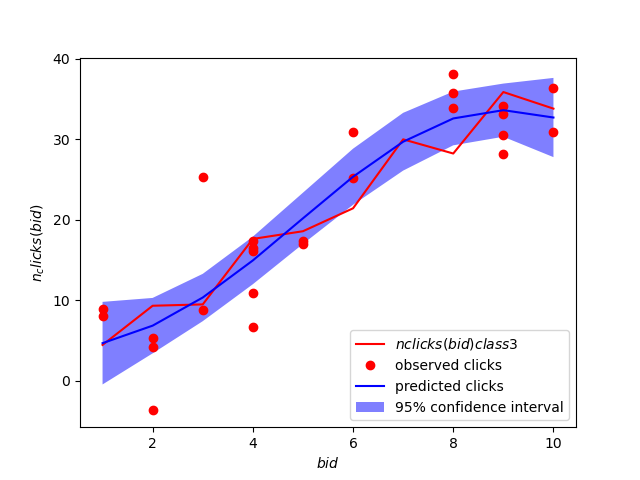 40
30
20
10
0
n_clicks(bid)
nclicks(bid)class3
observed clicks
predicted clicks
95% confidence interval
2 4 6 8 10
bid